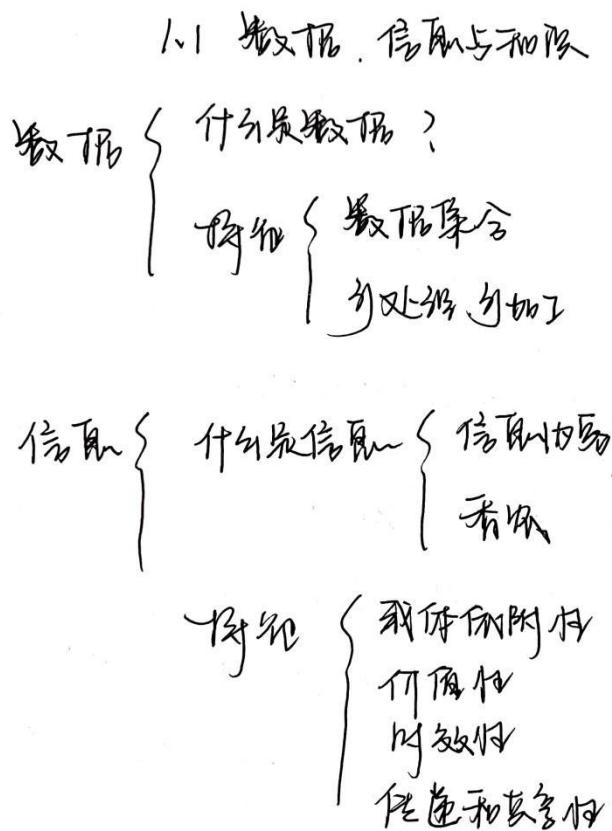 1.1 数据、信息与知识
数据 { 什么是数据？
特征 { 数据集合
可处理、可加工
信息 { 什么是信息 { 信息内容
香农
特征 { 载体依附性
价值性
时效性
传递和共享性